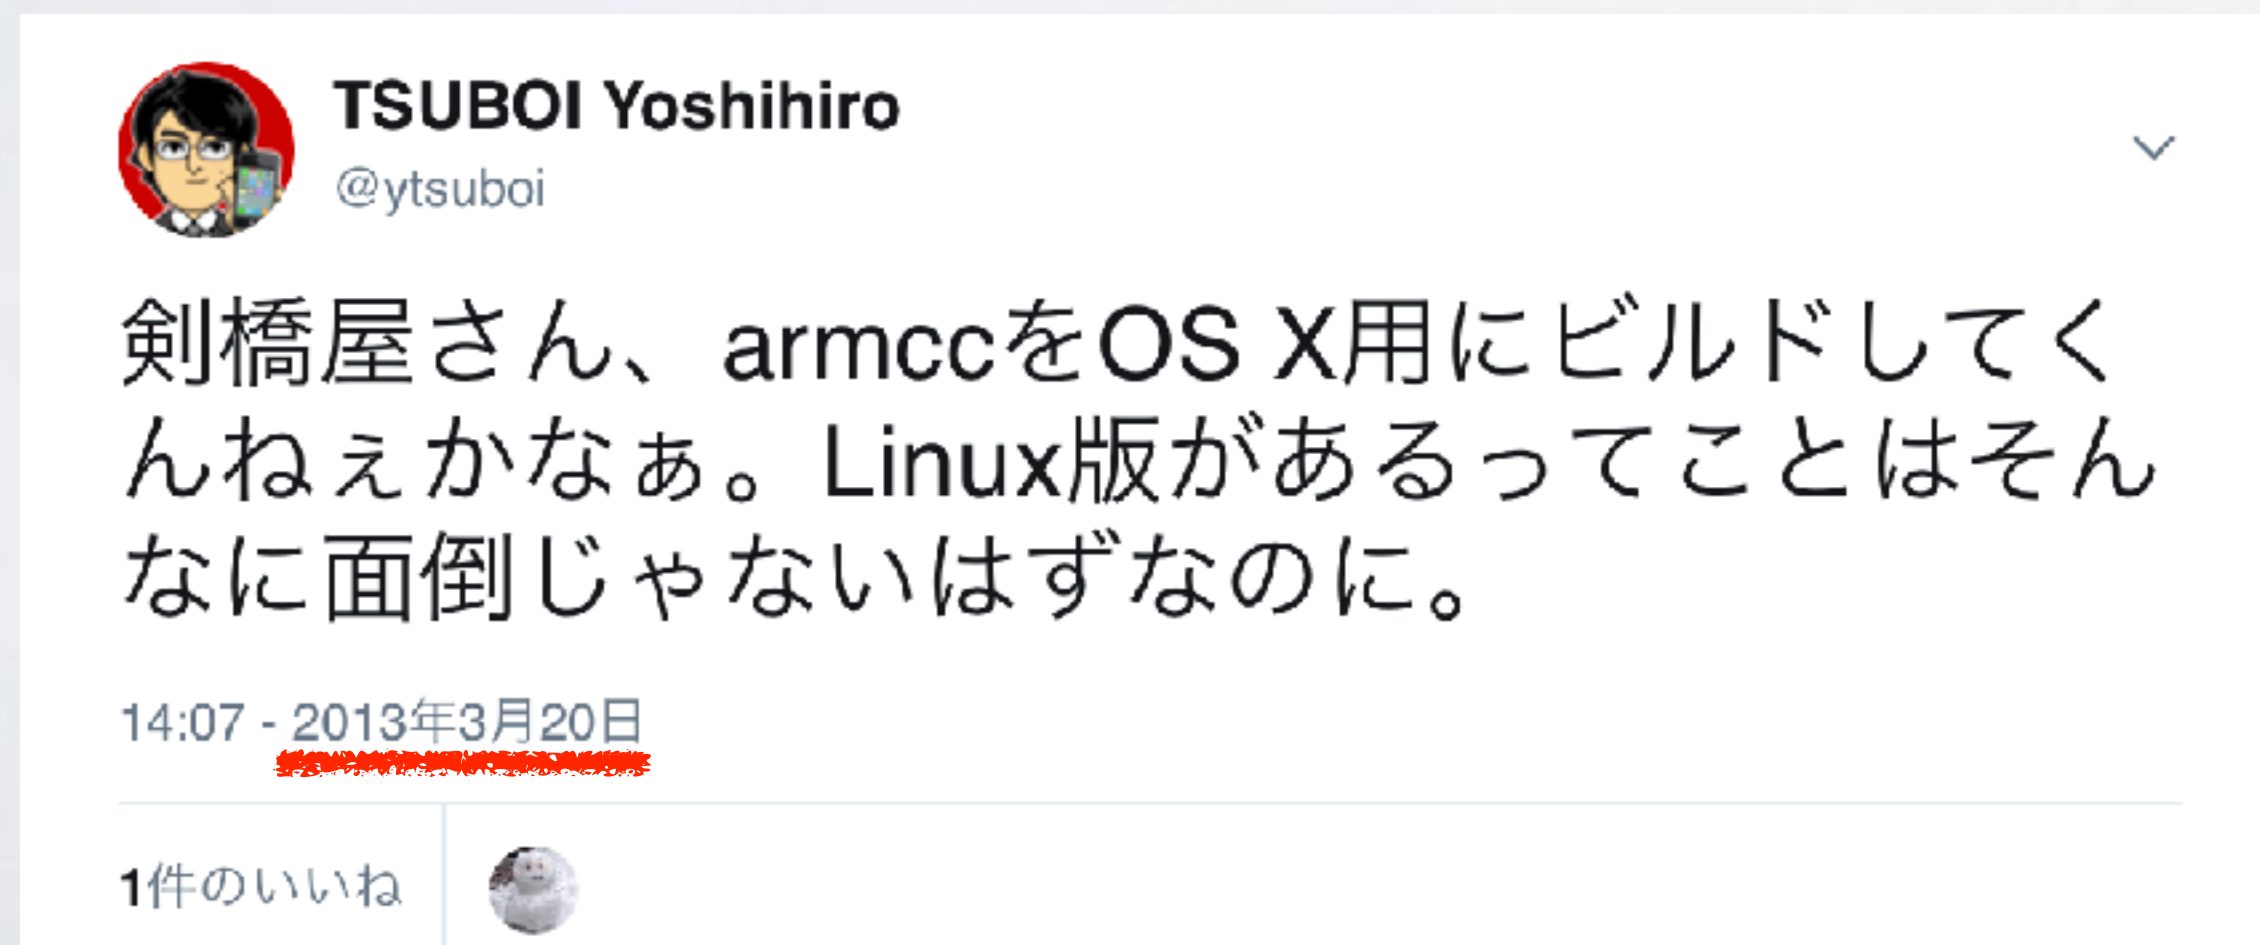 TSUBOI Yoshihiro
@ytsuboi
剣橋屋さん、armccをOS X用にビルドしてく
んねぇかなぁ。Linux版があるってことはそん
なに面倒じゃないはずなのに。
14:07 - 2013年3月20日
1件のいいね